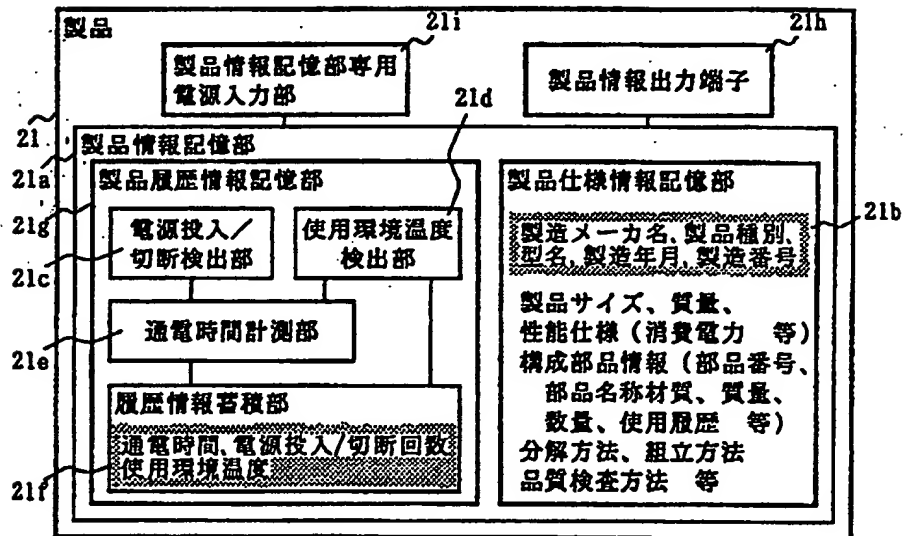 製品
21i
21h
製品情報記憶部専用
電源入力部
製品情報出力端子
21
21d
製品情報記憶部
21a
製品履歴情報記憶部
製品仕様情報記憶部
21g
21b
電源投入/
切断検出部
使用環境温度
検出部
製造メーカ名、製品種別、
型名、製造年月、製造番号
21c
製品サイズ、質量、
性能仕様(消費電力 等)
通電時間計測部
21e
構成部品情報(部品番号、
部品名称材質、質量、
数量、使用履歴 等)
履歴情報蓄積部
通電時間、電源投入/切断回数
使用環境温度
分解方法、組立方法
品質検査方法 等
21f